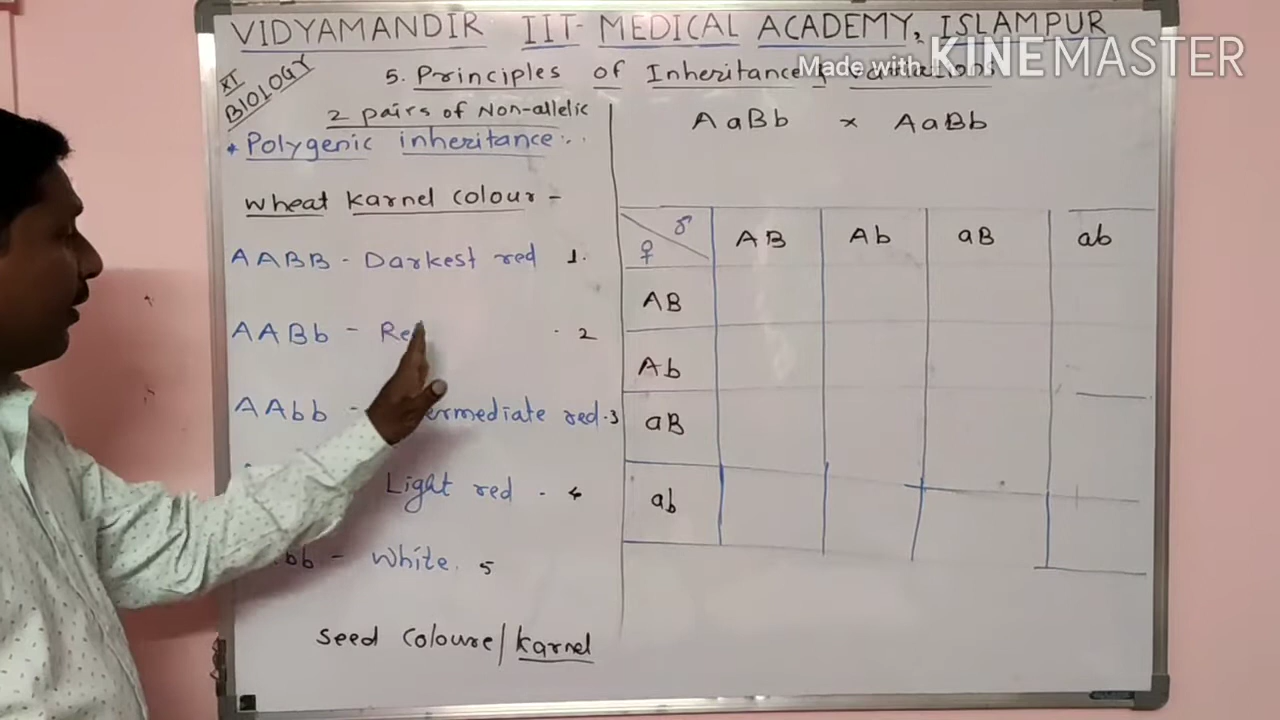 VIDYAMANDIR IIT- MEDICAL ACADEMY, ISLAMPUR
Made with KINEMASTER
XI
BIOLOGY
5. Principles of Inheritance
2 pairs of Non-allelic
* Polygenic inheritance:..
Wheat Karnel Colour -
AABB - Darkest red 1.
AABb - Re - 2
AAbb - ermediate red - 3
Light red - 4
bb - White. 5
Seed Coloure/Karnel
AaBb x AaBb
♀ ♂ AB Ab aB ab
AB
Ab
aB
ab